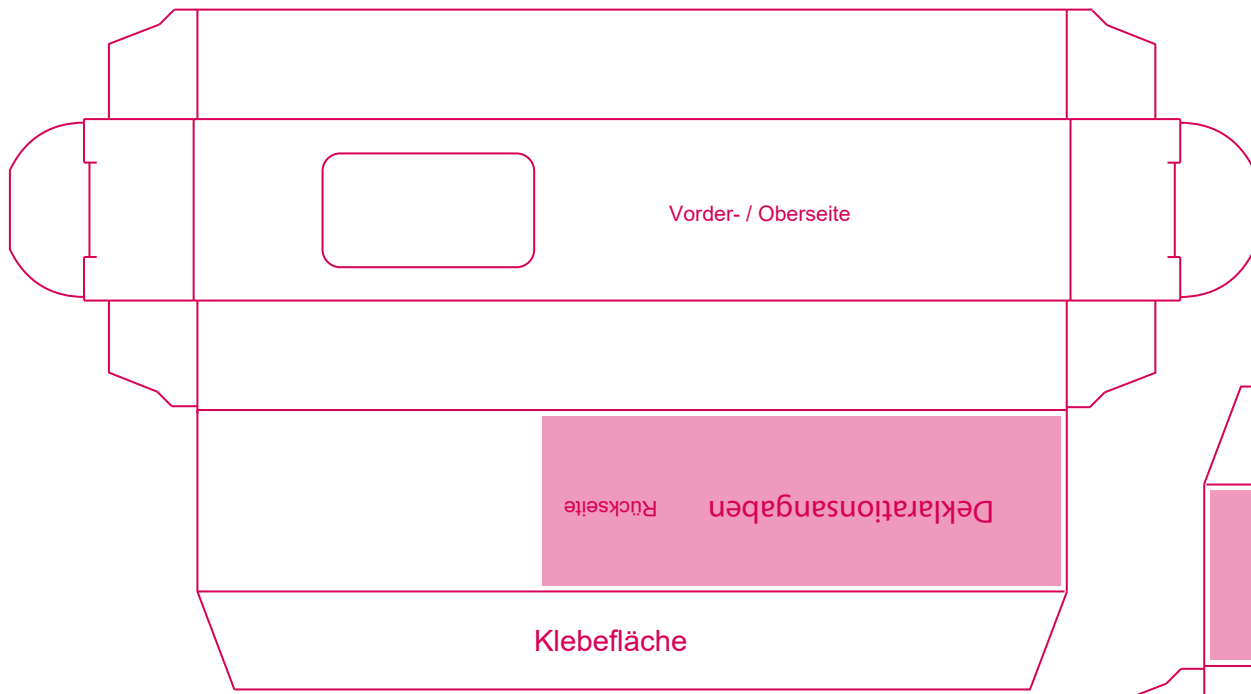 Vorder- / Oberseite
Deklarationsangaben
Rückseite
Klebefläche